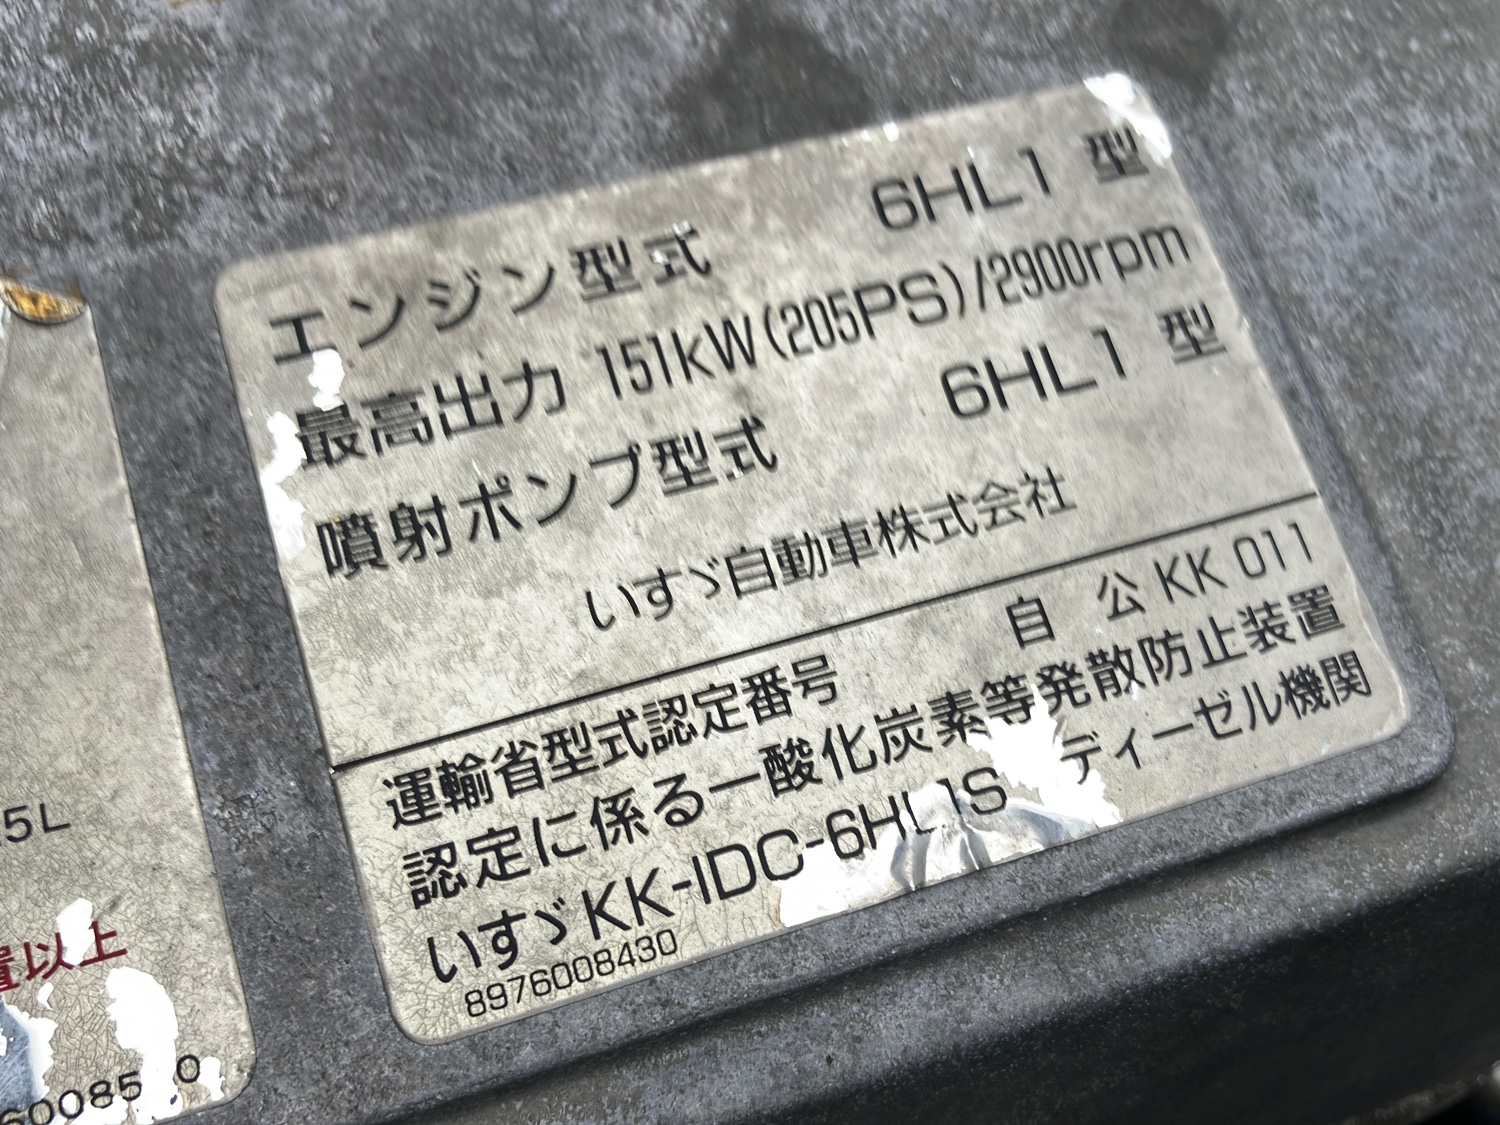 エンジン型式 6HL1 型
最高出力 151kW(205PS)/2900rpm
噴射ポンプ型式 6HL1 型
いすゞ自動車株式会社
運輸省型式認定番号 自 公 KK 011
認定に係る一酸化炭素等発散防止装置
いすゞKK-IDC-6HL1S ディーゼル機関
8976008430
5L
量以上